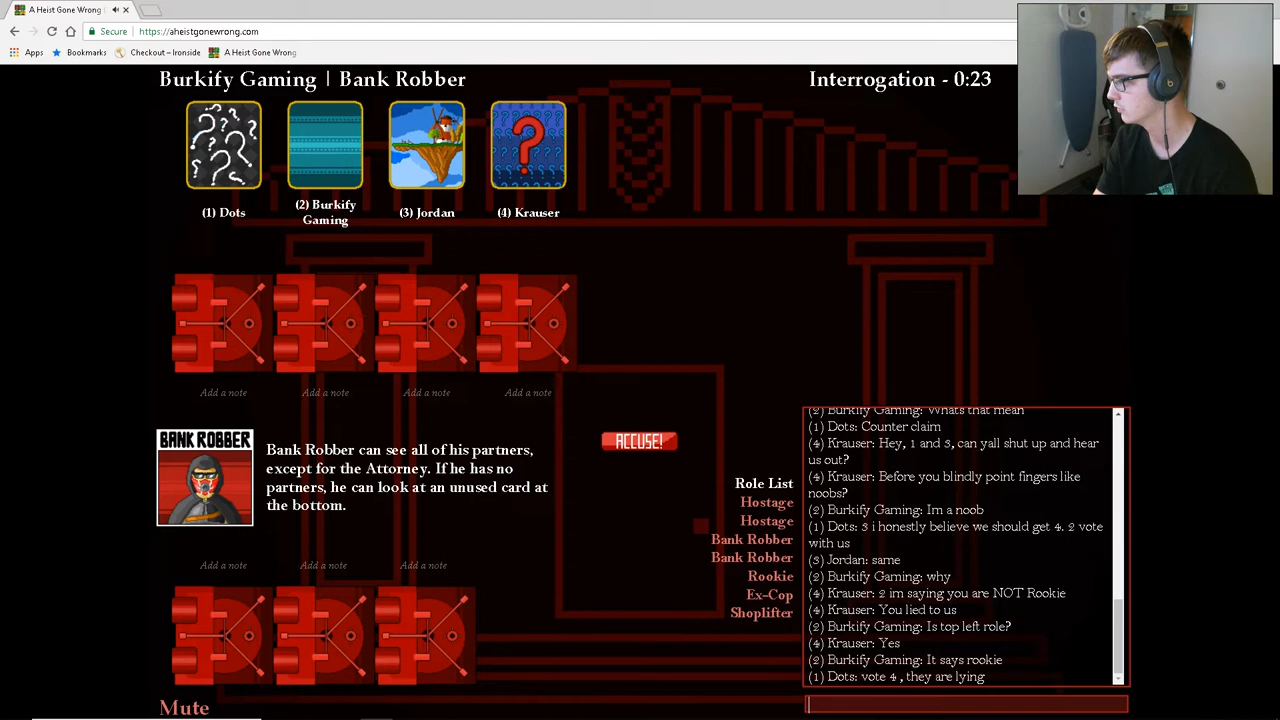 A Heist Gone Wrong
Secure
https://aheistgonewrong.com
Apps
Bookmarks
Checkout – Ironside
A Heist Gone Wrong
Burkify Gaming | Bank Robber
Interrogation - 0:23
(1) Dots
(2) Burkify
Gaming
(3) Jordan
(4) Krauser
Add a note
Add a note
Add a note
Add a note
BANK ROBBER
Bank Robber can see all of his partners,
except for the Attorney. If he has no
partners, he can look at an unused card at
the bottom.
ACCUSE!
Role List
Hostage
Hostage
Bank Robber
Bank Robber
Rookie
Ex-Cop
Shoplifter
(2) Burkify Gaming: Whats that mean
(1) Dots: Counter claim
(4) Krauser: Hey, 1 and 3, can yall shut up and hear
us out?
(4) Krauser: Before you blindly point fingers like
noobs?
(2) Burkify Gaming: Im a noob
(1) Dots: 3 i honestly believe we should get 4. 2 vote
with us
(3) Jordan: same
(2) Burkify Gaming: why
(4) Krauser: 2 im saying you are NOT Rookie
(4) Krauser: You lied to us
(2) Burkify Gaming: Is top left role?
(4) Krauser: Yes
(2) Burkify Gaming: It says rookie
(1) Dots: vote 4 , they are lying
Add a note
Add a note
Add a note
Mute